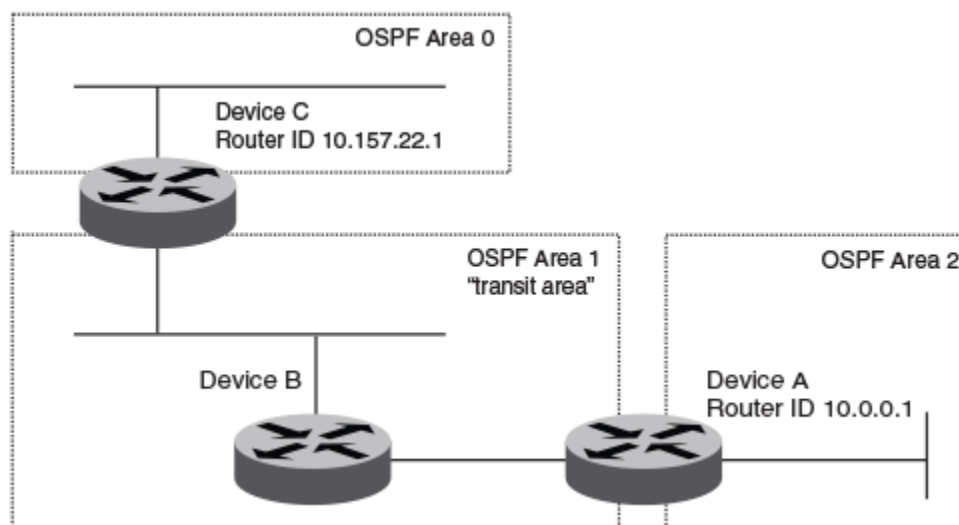 OSPF Area 0
Device C
Router ID 10.157.22.1
OSPF Area 1
“transit area”
OSPF Area 2
Device B
Device A
Router ID 10.0.0.1